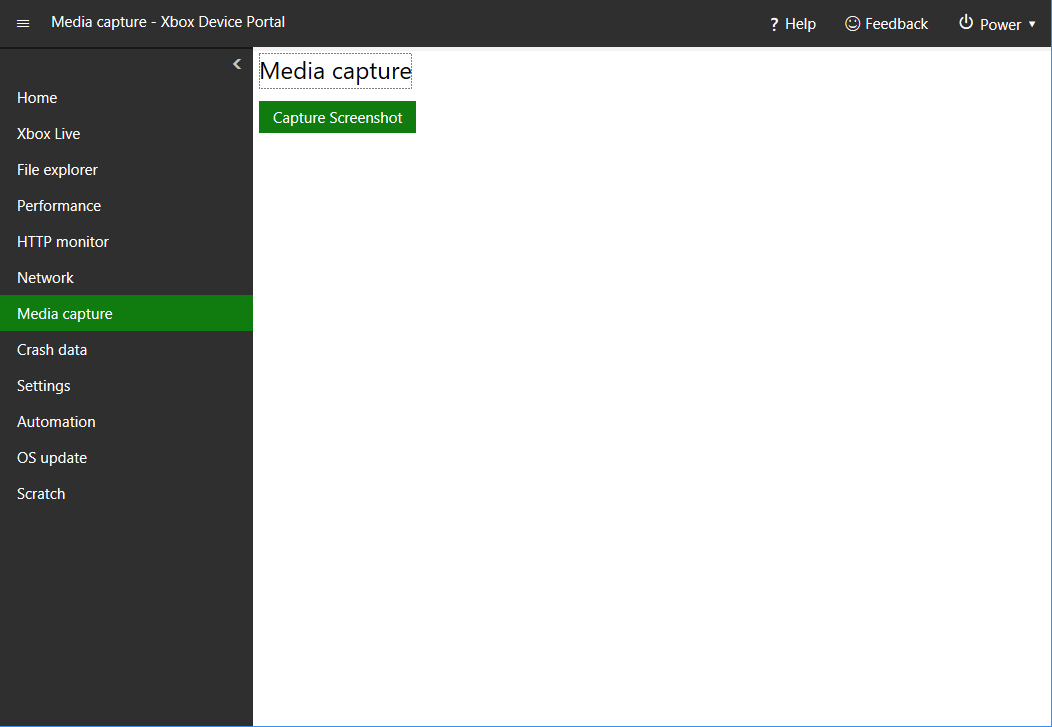 Media capture - Xbox Device Portal
? Help
Feedback
Power
Home
Xbox Live
File explorer
Performance
HTTP monitor
Network
Media capture
Crash data
Settings
Automation
OS update
Scratch
Media capture
Capture Screenshot